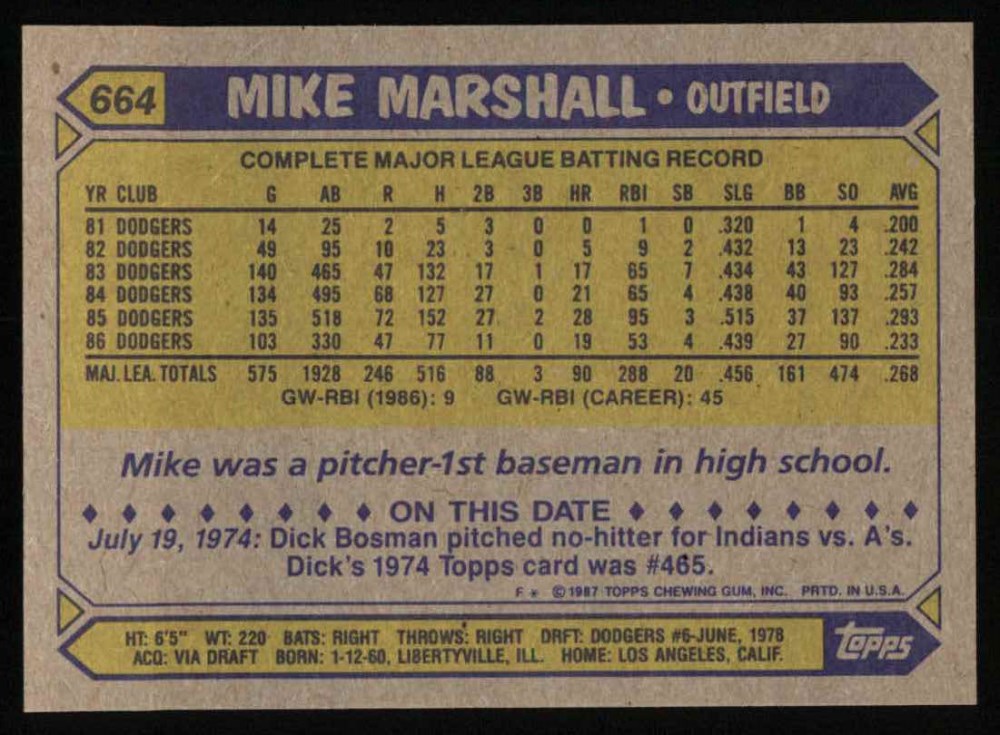 664 MIKE MARSHALL • OUTFIELD
COMPLETE MAJOR LEAGUE BATTING RECORD
YR CLUB G AB R H 2B 3B HR RBI SB SLG BB SO AVG
81 DODGERS 14 25 2 5 3 0 0 1 0 .320 1 4 .200
82 DODGERS 49 95 10 23 3 0 5 9 2 .432 13 23 .242
83 DODGERS 140 465 47 132 17 1 17 65 7 .434 43 127 .284
84 DODGERS 134 495 68 127 27 0 21 65 4 .438 40 93 .257
85 DODGERS 135 518 72 152 27 2 28 95 3 .515 37 137 .293
86 DODGERS 103 330 47 77 11 0 19 53 4 .439 27 90 .233
MAJ. LEA. TOTALS 575 1928 246 516 88 3 90 288 20 .456 161 474 .268
GW-RBI (1986): 9 GW-RBI (CAREER): 45
Mike was a pitcher-1st baseman in high school.
♦ ♦ ♦ ♦ ♦ ♦ ♦ ♦ ON THIS DATE ♦ ♦ ♦ ♦ ♦ ♦ ♦ ♦
July 19, 1974: Dick Bosman pitched no-hitter for Indians vs. A's.
Dick's 1974 Topps card was #465.
F * © 1987 TOPPS CHEWING GUM, INC. PRTD. IN U.S.A.
HT: 6'5" WT: 220 BATS: RIGHT THROWS: RIGHT DRFT: DODGERS #6-JUNE, 1978
ACQ: VIA DRAFT BORN: 1-12-60, LIBERTYVILLE, ILL. HOME: LOS ANGELES, CALIF.
topps